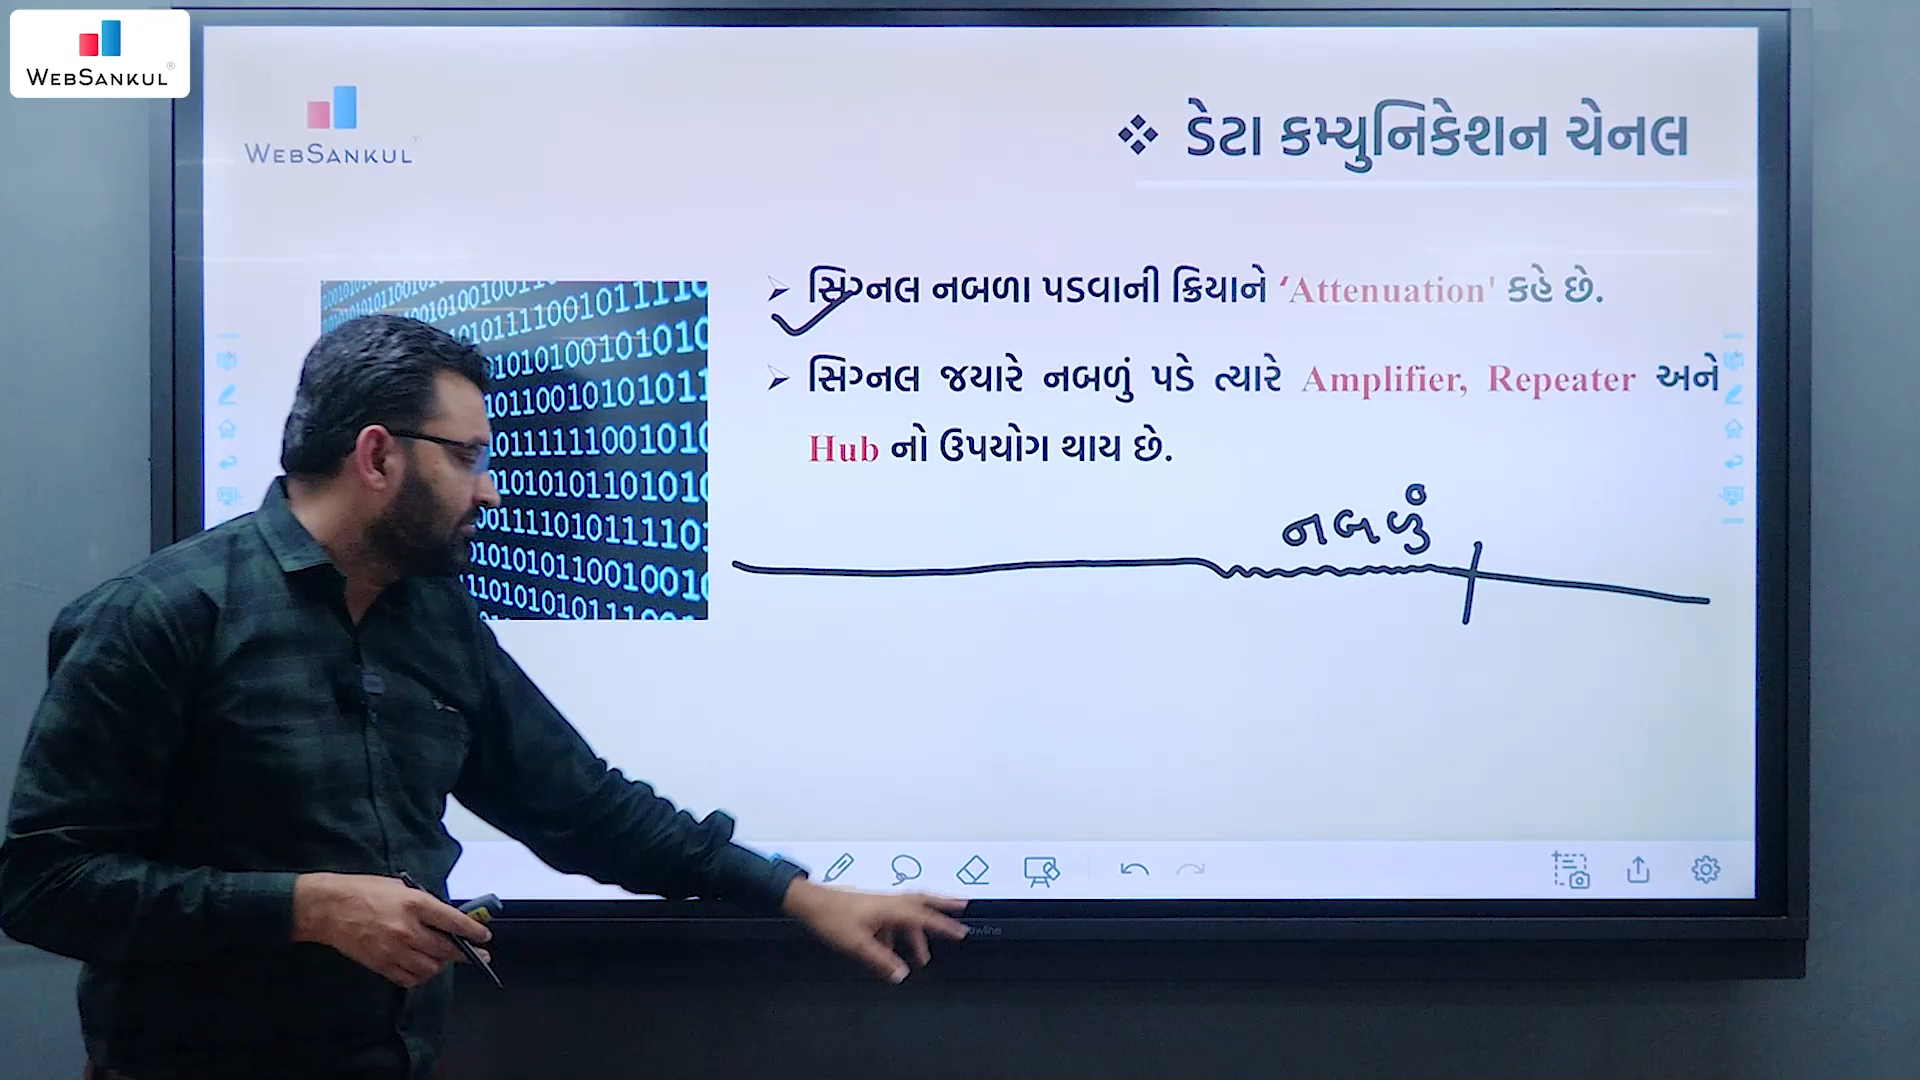 WEBSANKUL
WEBSANKUL
❖ ડેટા કમ્યુનિકેશન ચેનલ
➢ સિગ્નલ નબળા પડવાની ક્રિયાને ‘Attenuation' કહે છે.
➢ સિગ્નલ જયારે નબળું પડે ત્યારે Amplifier, Repeater અને
Hub નો ઉપયોગ થાય છે.
નબળું